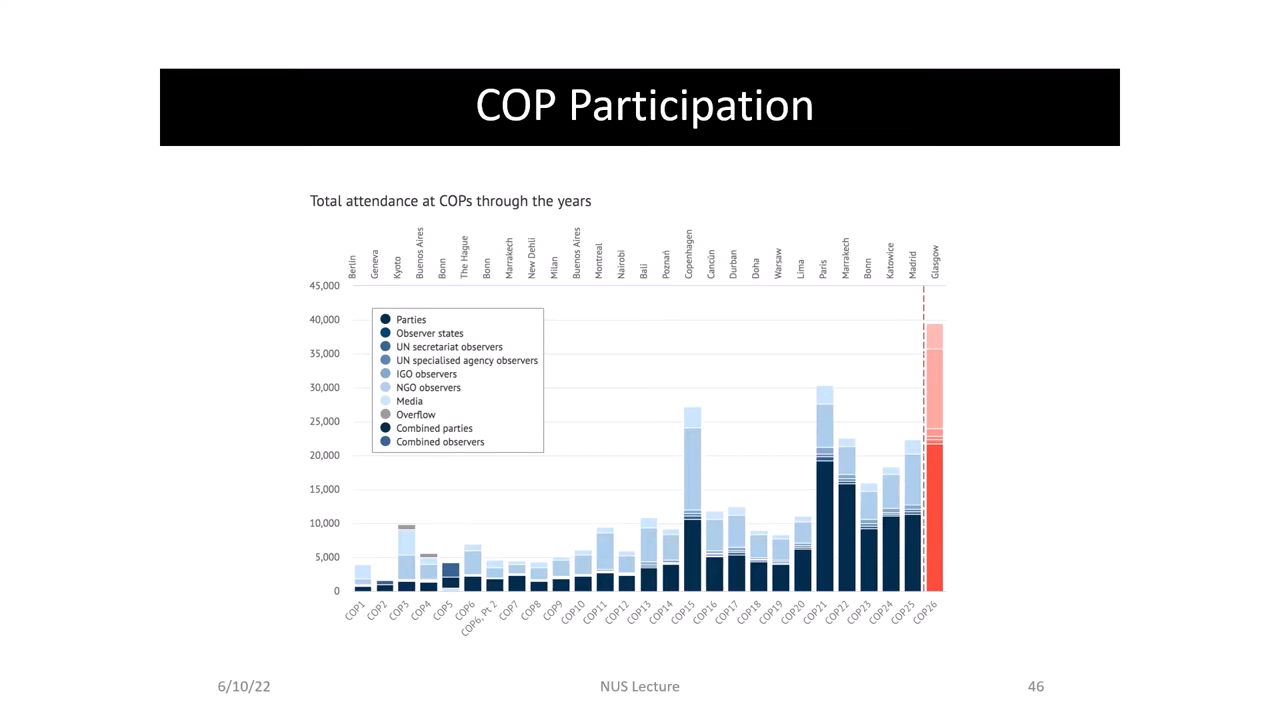 COP Participation
Total attendance at COPs through the years
Berlin
Geneva
Kyoto
Buenos Aires
Bonn
The Hague
Bonn
Marrakech
New Dehli
Milan
Buenos Aires
Montreal
Nairobi
Bali
Poznań
Copenhagen
Cancún
Durban
Doha
Warsaw
Lima
Paris
Marrakech
Bonn
Katowice
Madrid
Glasgow
45,000
40,000
35,000
30,000
25,000
20,000
15,000
10,000
5,000
0
Parties
Observer states
UN secretariat observers
UN specialised agency observers
IGO observers
NGO observers
Media
Overflow
Combined parties
Combined observers
COP1
COP2
COP3
COP4
COP5
COP6
COP6, Pt.2
COP7
COP8
COP9
COP10
COP11
COP12
COP13
COP14
COP15
COP16
COP17
COP18
COP19
COP20
COP21
COP22
COP23
COP24
COP25
COP26
6/10/22
NUS Lecture
46